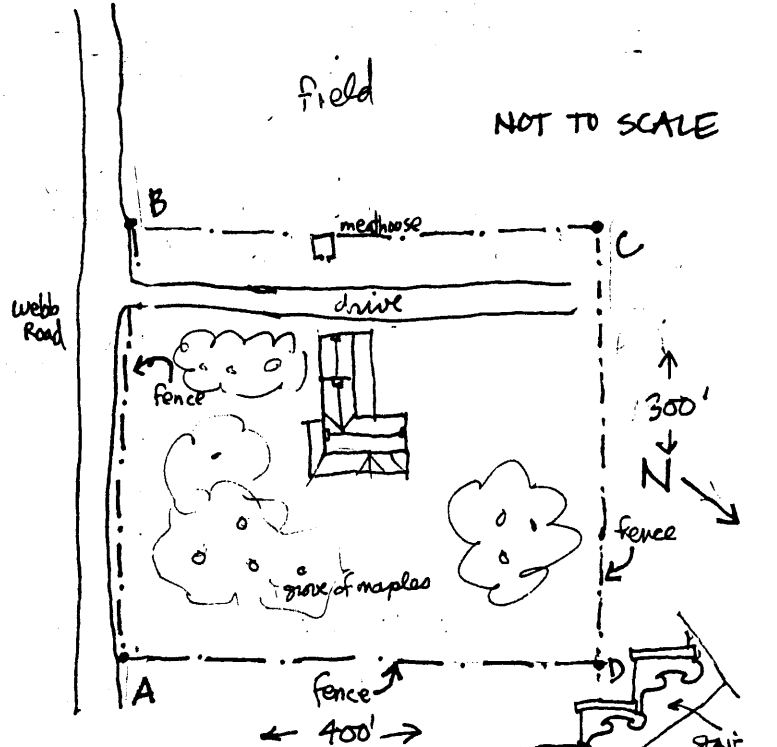 field
NOT TO SCALE
B
meathouse
C
drive
Webb
Road
fence
300'
N
fence
grove of maples
A
D
fence
400'